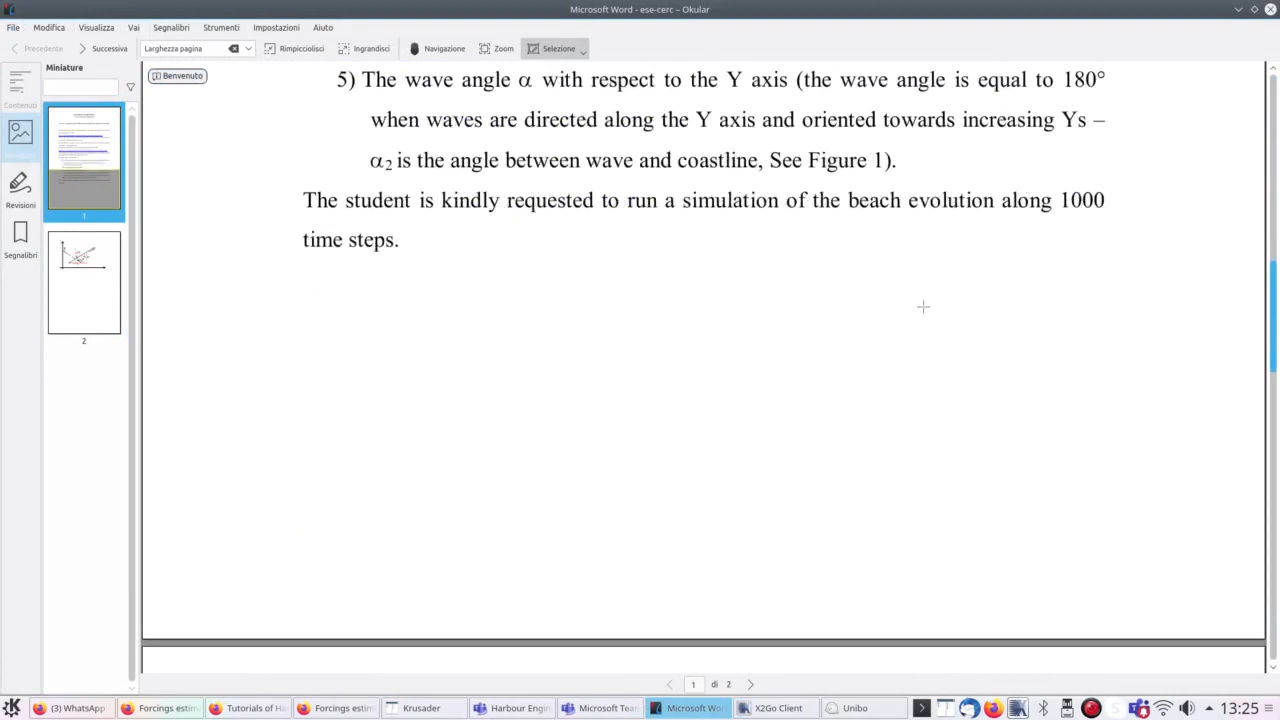 Microsoft Word - ese-cerc – Okular
File Modifica Visualizza Vai Segnalibri Strumenti Impostazioni Aiuto
Precedente Successiva Larghezza pagina Rimpicciolisci Ingrandisci Navigazione Zoom Selezione
Miniature
Benvenuto
Contenuti
Revisioni
Segnalibri
1
2
5) The wave angle α with respect to the Y axis (the wave angle is equal to 180°
when waves are directed along the Y axis and oriented towards increasing Ys –
α2 is the angle between wave and coastline, See Figure 1).
The student is kindly requested to run a simulation of the beach evolution along 1000
time steps.
1 di 2
(3) WhatsApp Forcings estim Tutorials of Ha Forcings estim Krusader Harbour Engin Microsoft Team Microsoft Wor X2Go Client Unibo 13:25